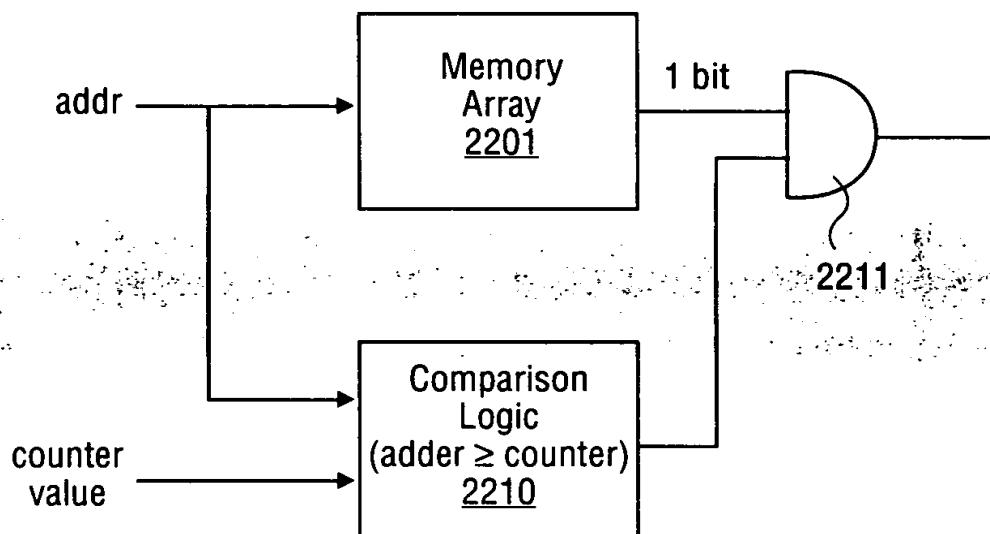 addr
Memory
Array
2201
1 bit
2211
counter
value
Comparison
Logic
(adder ≥ counter)
2210